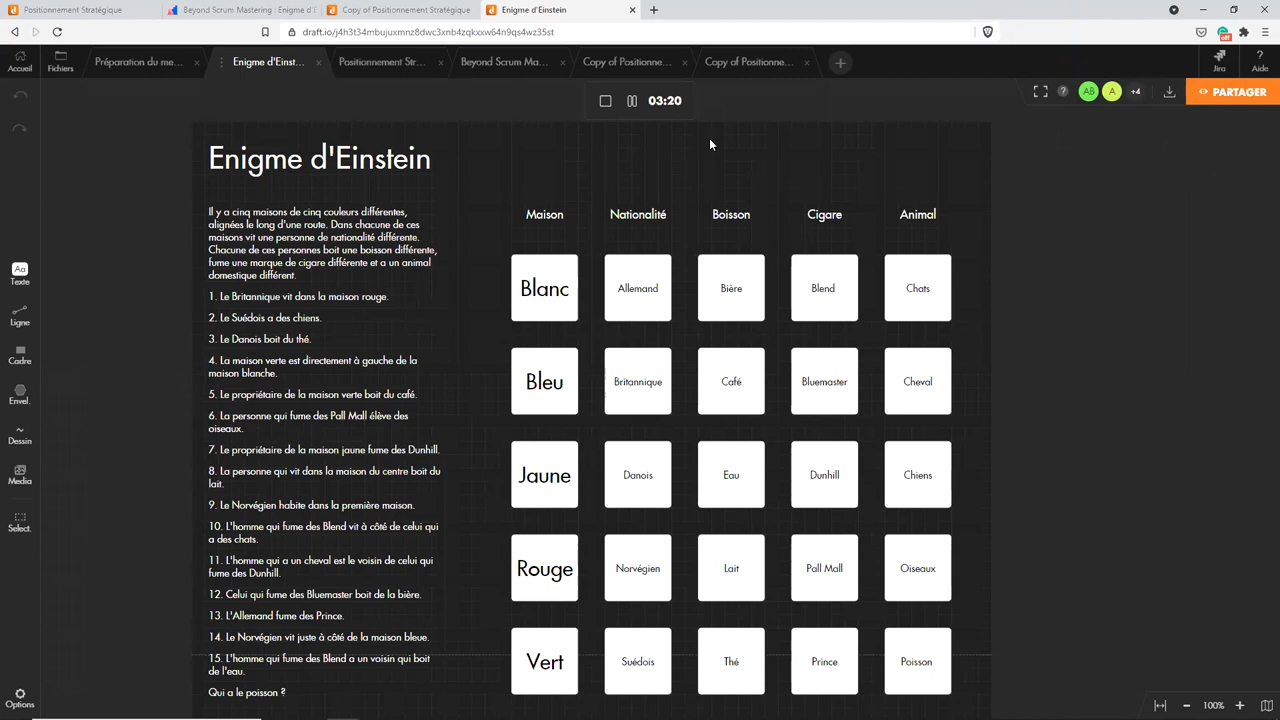 Positionnement Stratégique
Beyond Scrum Mastering : Enigme d'E
Copy of Positionnement Stratégique
Enigme d'Einstein
draft.io/j4h3t34mbujuxmnz8dwc3xnb4zqkxxw64n9qs4wz35st
off
Accueil
Fichiers
Préparation du me...
Enigme d'Einst...
Positionnement Str...
Beyond Scrum Ma...
Copy of Positionne...
Copy of Positionne...
Jira
Aide
03:20
AB
A
+4
PARTAGER
Enigme d'Einstein
Il y a cinq maisons de cinq couleurs différentes,
alignées le long d'une route. Dans chacune de ces
maisons vit une personne de nationalité différente.
Chacune de ces personnes boit une boisson différente,
fume une marque de cigare différente et a un animal
domestique différent.
1. Le Britannique vit dans la maison rouge.
2. Le Suédois a des chiens.
3. Le Danois boit du thé.
4. La maison verte est directement à gauche de la
maison blanche.
5. Le propriétaire de la maison verte boit du café.
6. La personne qui fume des Pall Mall élève des
oiseaux.
7. Le propriétaire de la maison jaune fume des Dunhill.
8. La personne qui vit dans la maison du centre boit du
lait.
9. Le Norvégien habite dans la première maison.
10. L'homme qui fume des Blend vit à côté de celui qui
a des chats.
11. L'homme qui a un cheval est le voisin de celui qui
fume des Dunhill.
12. Celui qui fume des Bluemaster boit de la bière.
13. L'Allemand fume des Prince.
14. Le Norvégien vit juste à côté de la maison bleue.
15. L'homme qui fume des Blend a un voisin qui boit
de l'eau.
Qui a le poisson ?
Maison Nationalité Boisson Cigare Animal
Blanc Allemand Bière Blend Chats
Bleu Britannique Café Bluemaster Cheval
Jaune Danois Eau Dunhill Chiens
Rouge Norvégien Lait Pall Mall Oiseaux
Vert Suédois Thé Prince Poisson
Aa
Texte
Ligne
Cadre
Envel.
Dessin
Media
Select.
Options
100%